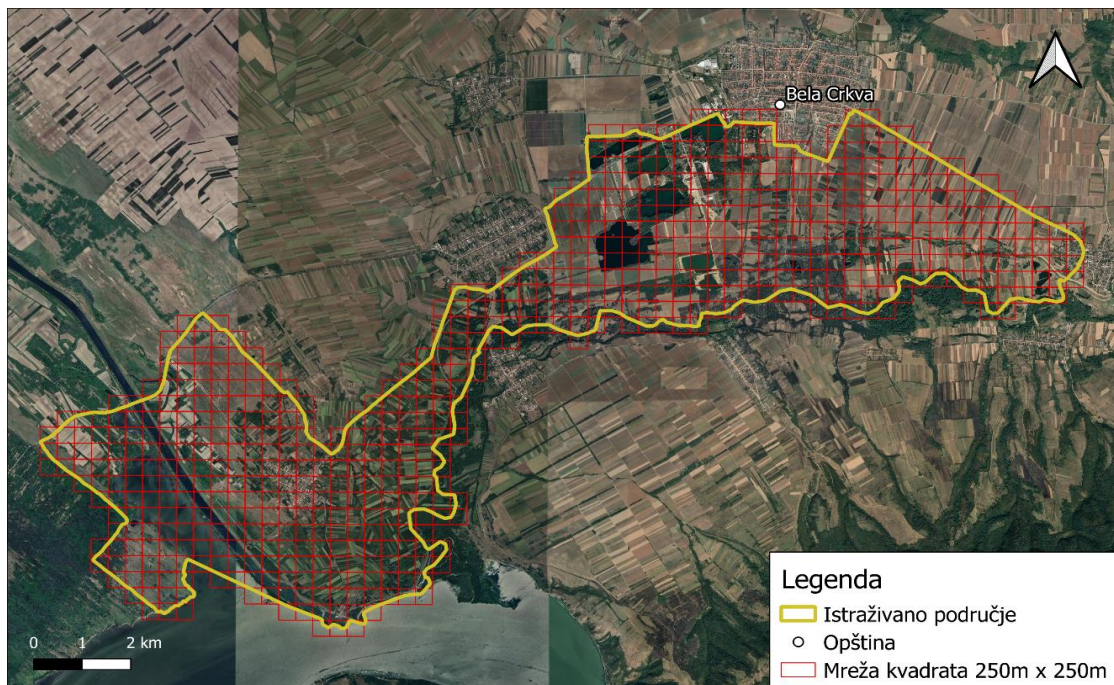 Bela Crkva
Legenda
Istraživano područje
Opština
Mreža kvadrata 250m x 250m
0 1 2 km